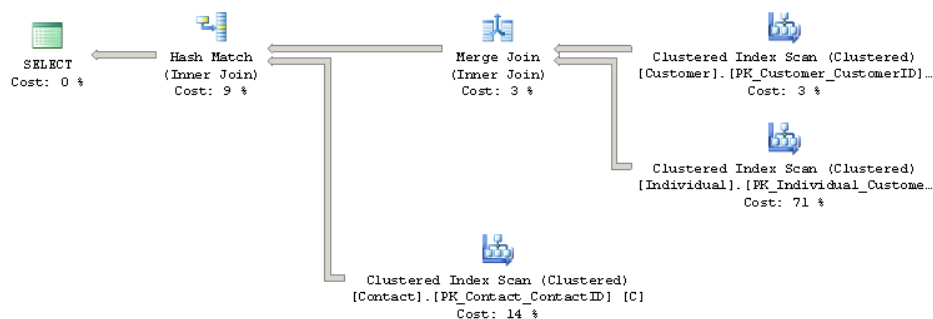 SELECT
Cost: 0 %
Hash Match
(Inner Join)
Cost: 9 %
Merge Join
(Inner Join)
Cost: 3 %
Clustered Index Scan (Clustered)
[Customer].[PK_Customer_CustomerID]…
Cost: 3 %
Clustered Index Scan (Clustered)
[Individual].[PK_Individual_Custome…
Cost: 71 %
Clustered Index Scan (Clustered)
[Contact].[PK_Contact_ContactID] [C]
Cost: 14 %